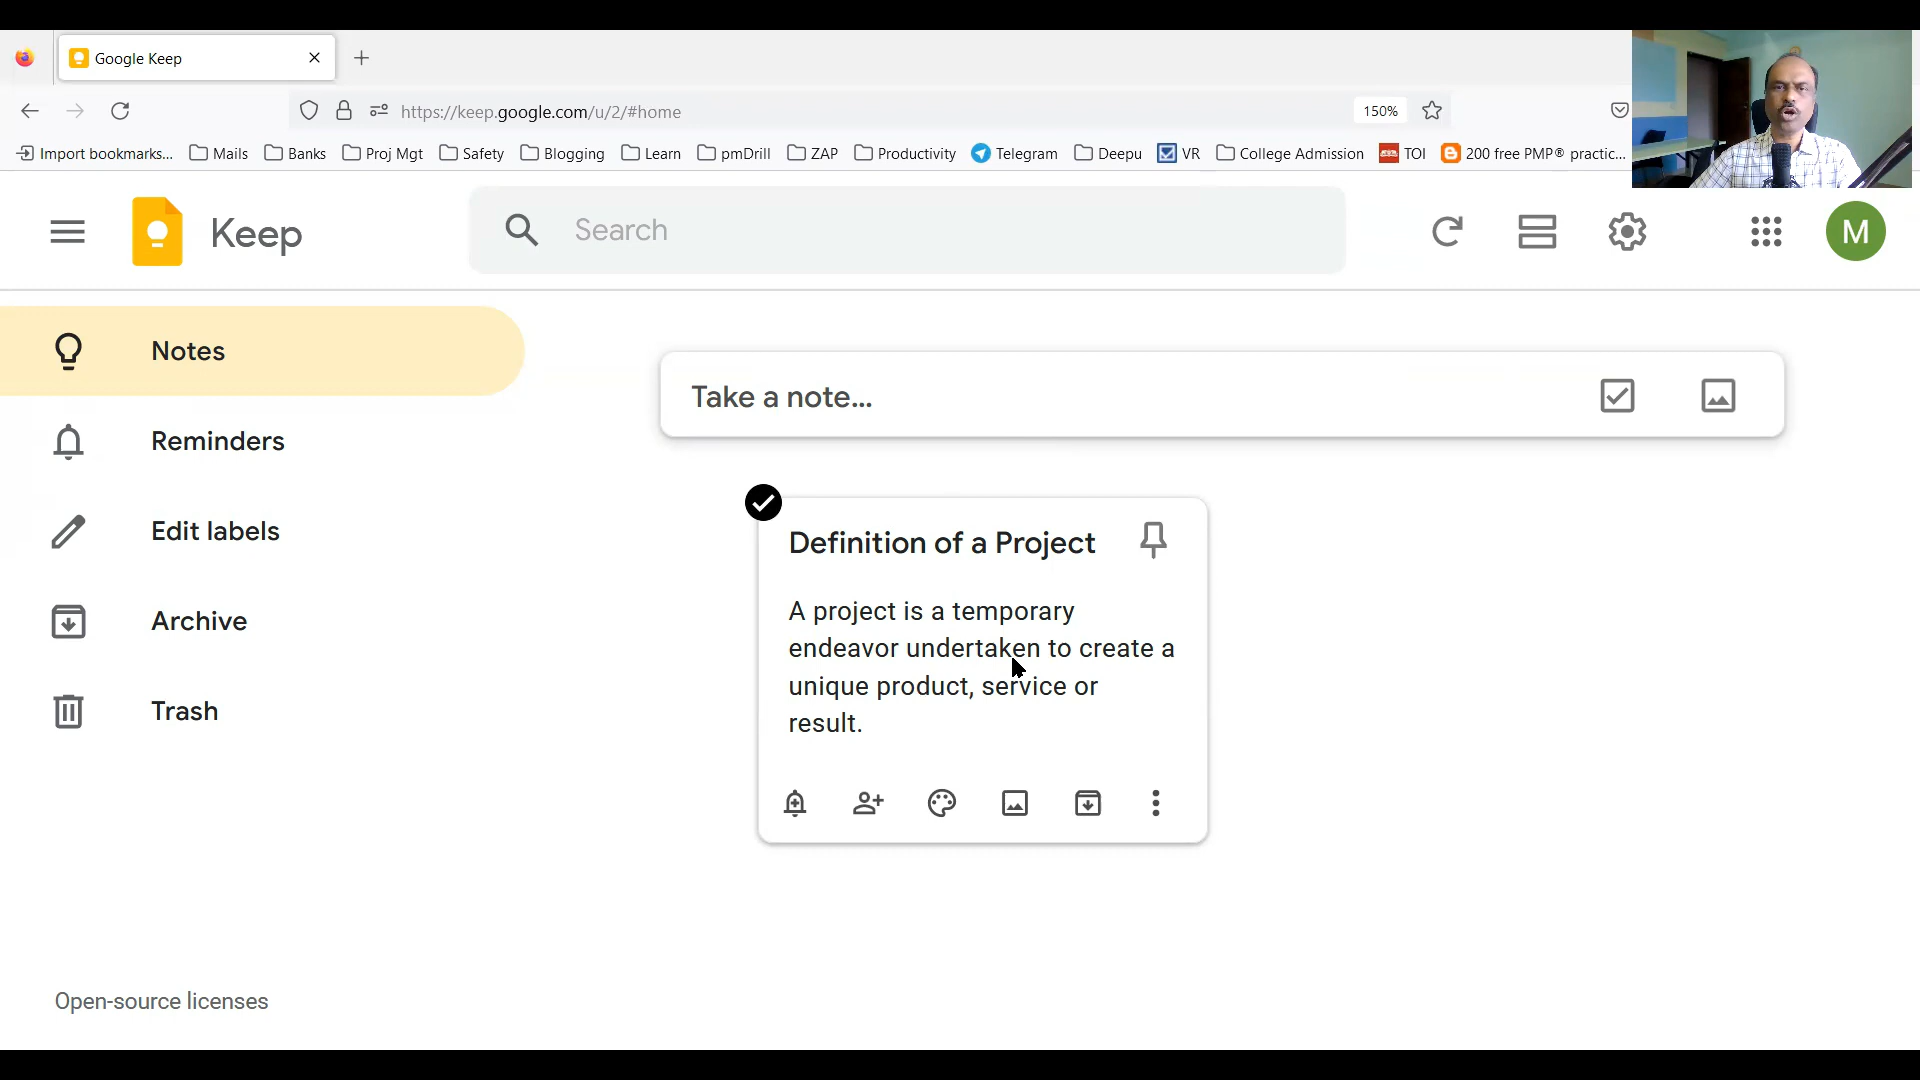 Google Keep
https://keep.google.com/u/2/#home
150%
Import bookmarks...
Mails
Banks
Proj Mgt
Safety
Blogging
Learn
pmDrill
ZAP
Productivity
Telegram
Deepu
VR
College Admission
TOI
200 free PMP® practic...
Keep
Search
M
Notes
Take a note...
Reminders
Edit labels
Definition of a Project
A project is a temporary
endeavor undertaken to create a
unique product, service or
result.
Archive
Trash
Open-source licenses